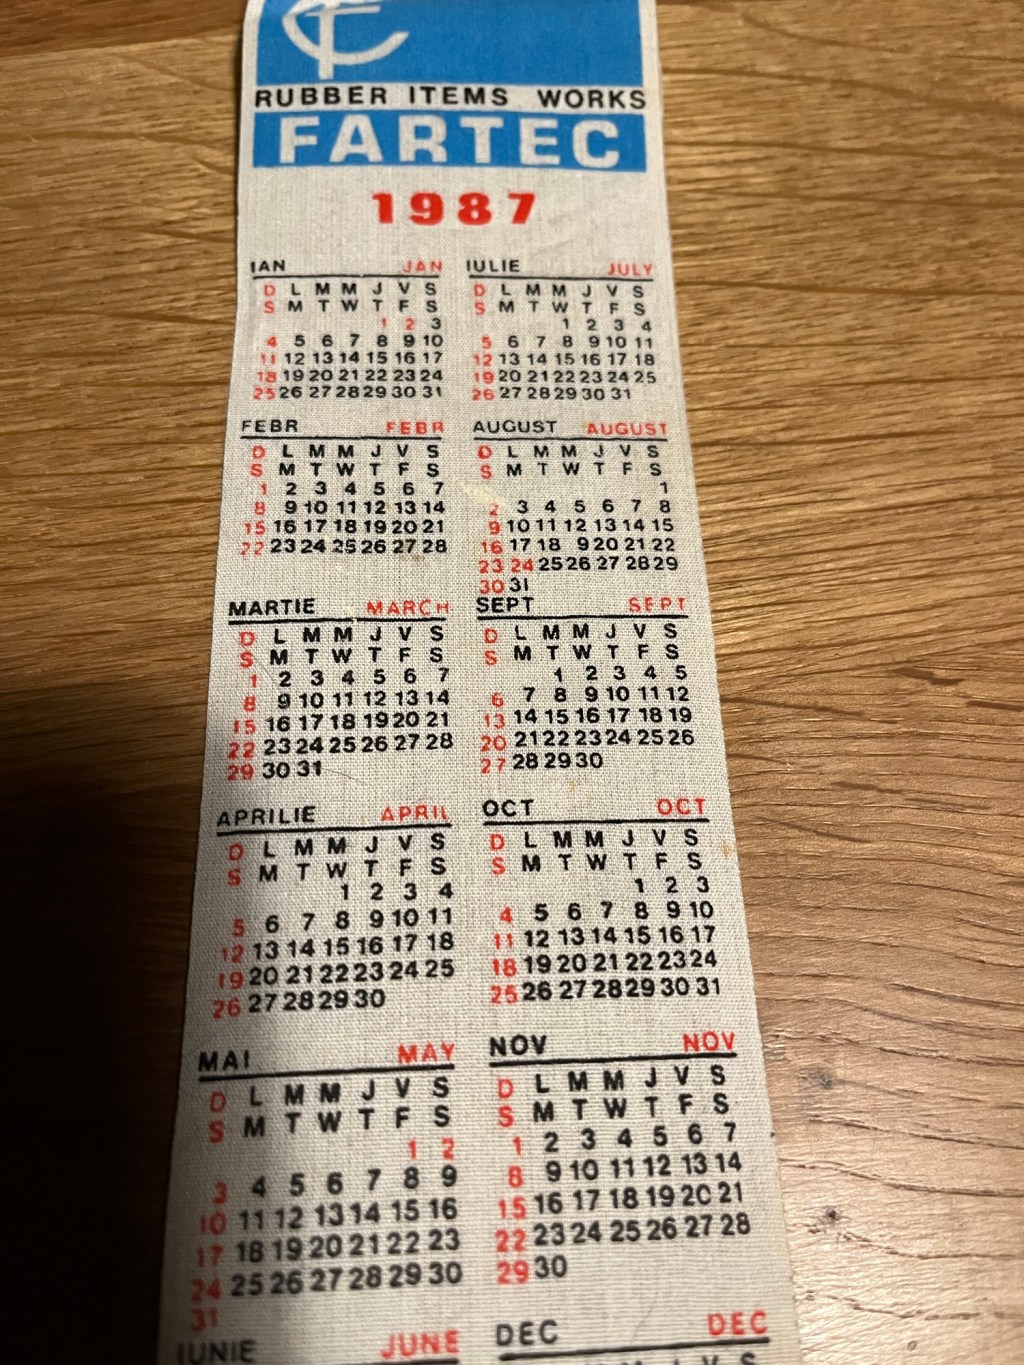 RUBBER ITEMS WORKS
FARTEC
1987
IAN JAN
D L M M J V S
S M T W T F S
1 2 3
4 5 6 7 8 9 10
11 12 13 14 15 16 17
18 19 20 21 22 23 24
25 26 27 28 29 30 31
FEBR FEBR
D L M M J V S
S M T W T F S
1 2 3 4 5 6 7
8 9 10 11 12 13 14
15 16 17 18 19 20 21
22 23 24 25 26 27 28
MARTIE MARCH
D L M M J V S
S M T W T F S
1 2 3 4 5 6 7
8 9 10 11 12 13 14
15 16 17 18 19 20 21
22 23 24 25 26 27 28
29 30 31
APRILIE APRIL
D L M M J V S
S M T W T F S
1 2 3 4
5 6 7 8 9 10 11
12 13 14 15 16 17 18
19 20 21 22 23 24 25
26 27 28 29 30
MAI MAY
D L M M J V S
S M T W T F S
1 2
3 4 5 6 7 8 9
10 11 12 13 14 15 16
17 18 19 20 21 22 23
24 25 26 27 28 29 30
31
IUNIE JUNE
IULIE JULY
D L M M J V S
S M T W T F S
1 2 3 4
5 6 7 8 9 10 11
12 13 14 15 16 17 18
19 20 21 22 23 24 25
26 27 28 29 30 31
AUGUST AUGUST
D L M M J V S
S M T W T F S
1
2 3 4 5 6 7 8
9 10 11 12 13 14 15
16 17 18 9 20 21 22
23 24 25 26 27 28 29
30 31
SEPT SEPT
D L M M J V S
S M T W T F S
1 2 3 4 5
6 7 8 9 10 11 12
13 14 15 16 17 18 19
20 21 22 23 24 25 26
27 28 29 30
OCT OCT
D L M M J V S
S M T W T F S
1 2 3
4 5 6 7 8 9 10
11 12 13 14 15 16 17
18 19 20 21 22 23 24
25 26 27 28 29 30 31
NOV NOV
D L M M J V S
S M T W T F S
1 2 3 4 5 6 7
8 9 10 11 12 13 14
15 16 17 18 19 20 21
22 23 24 25 26 27 28
29 30
DEC DEC